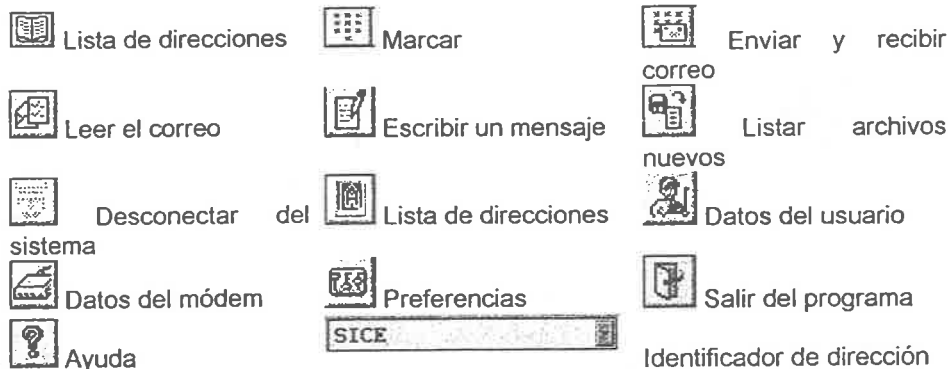 Lista de direcciones
Marcar
Enviar y recibir
correo
Leer el correo
Escribir un mensaje
Listar archivos
nuevos
Desconectar del
sistema
Lista de direcciones
Datos del usuario
Datos del módem
Preferencias
Salir del programa
?
Ayuda
SICE
Identificador de dirección